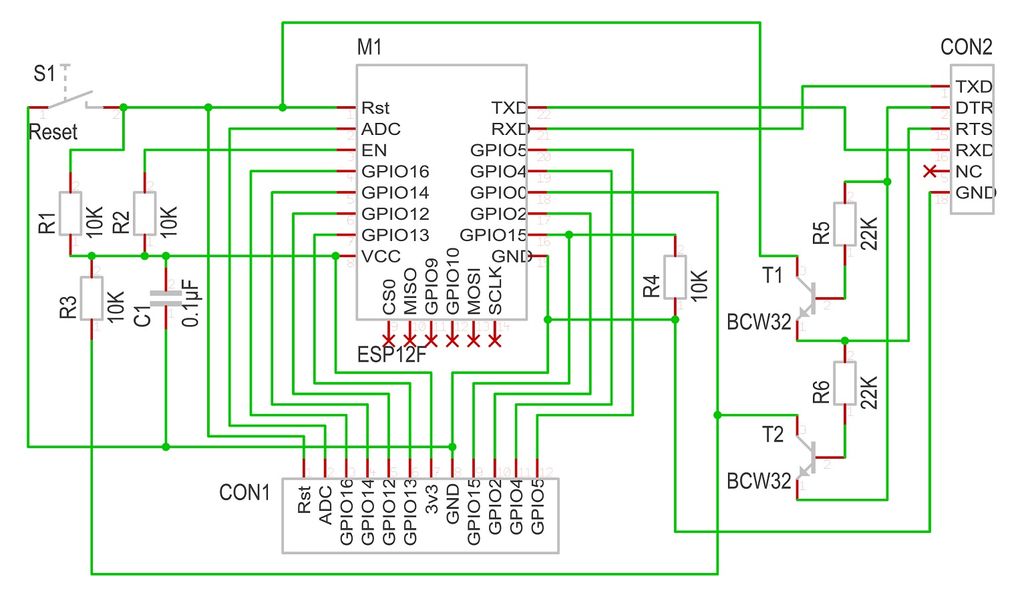 M1
CON2
S1
Reset
Rst
ADC
EN
GPIO16
GPIO14
GPIO12
GPIO13
VCC
TXD
RXD
GPIO5
GPIO4
GPIO0
GPIO2
GPIO15
GND
CS0
MISO
GPIO9
GPIO10
MOSI
SCLK
ESP12F
TXD
DTR
RTS
RXD
NC
GND
R1
10K
R2
10K
R3
10K
C1
0.1µF
R4
10K
R5
22K
T1
BCW32
R6
22K
T2
BCW32
CON1
Rst
ADC
GPIO16
GPIO14
GPIO12
GPIO13
3v3
GND
GPIO15
GPIO2
GPIO4
GPIO5